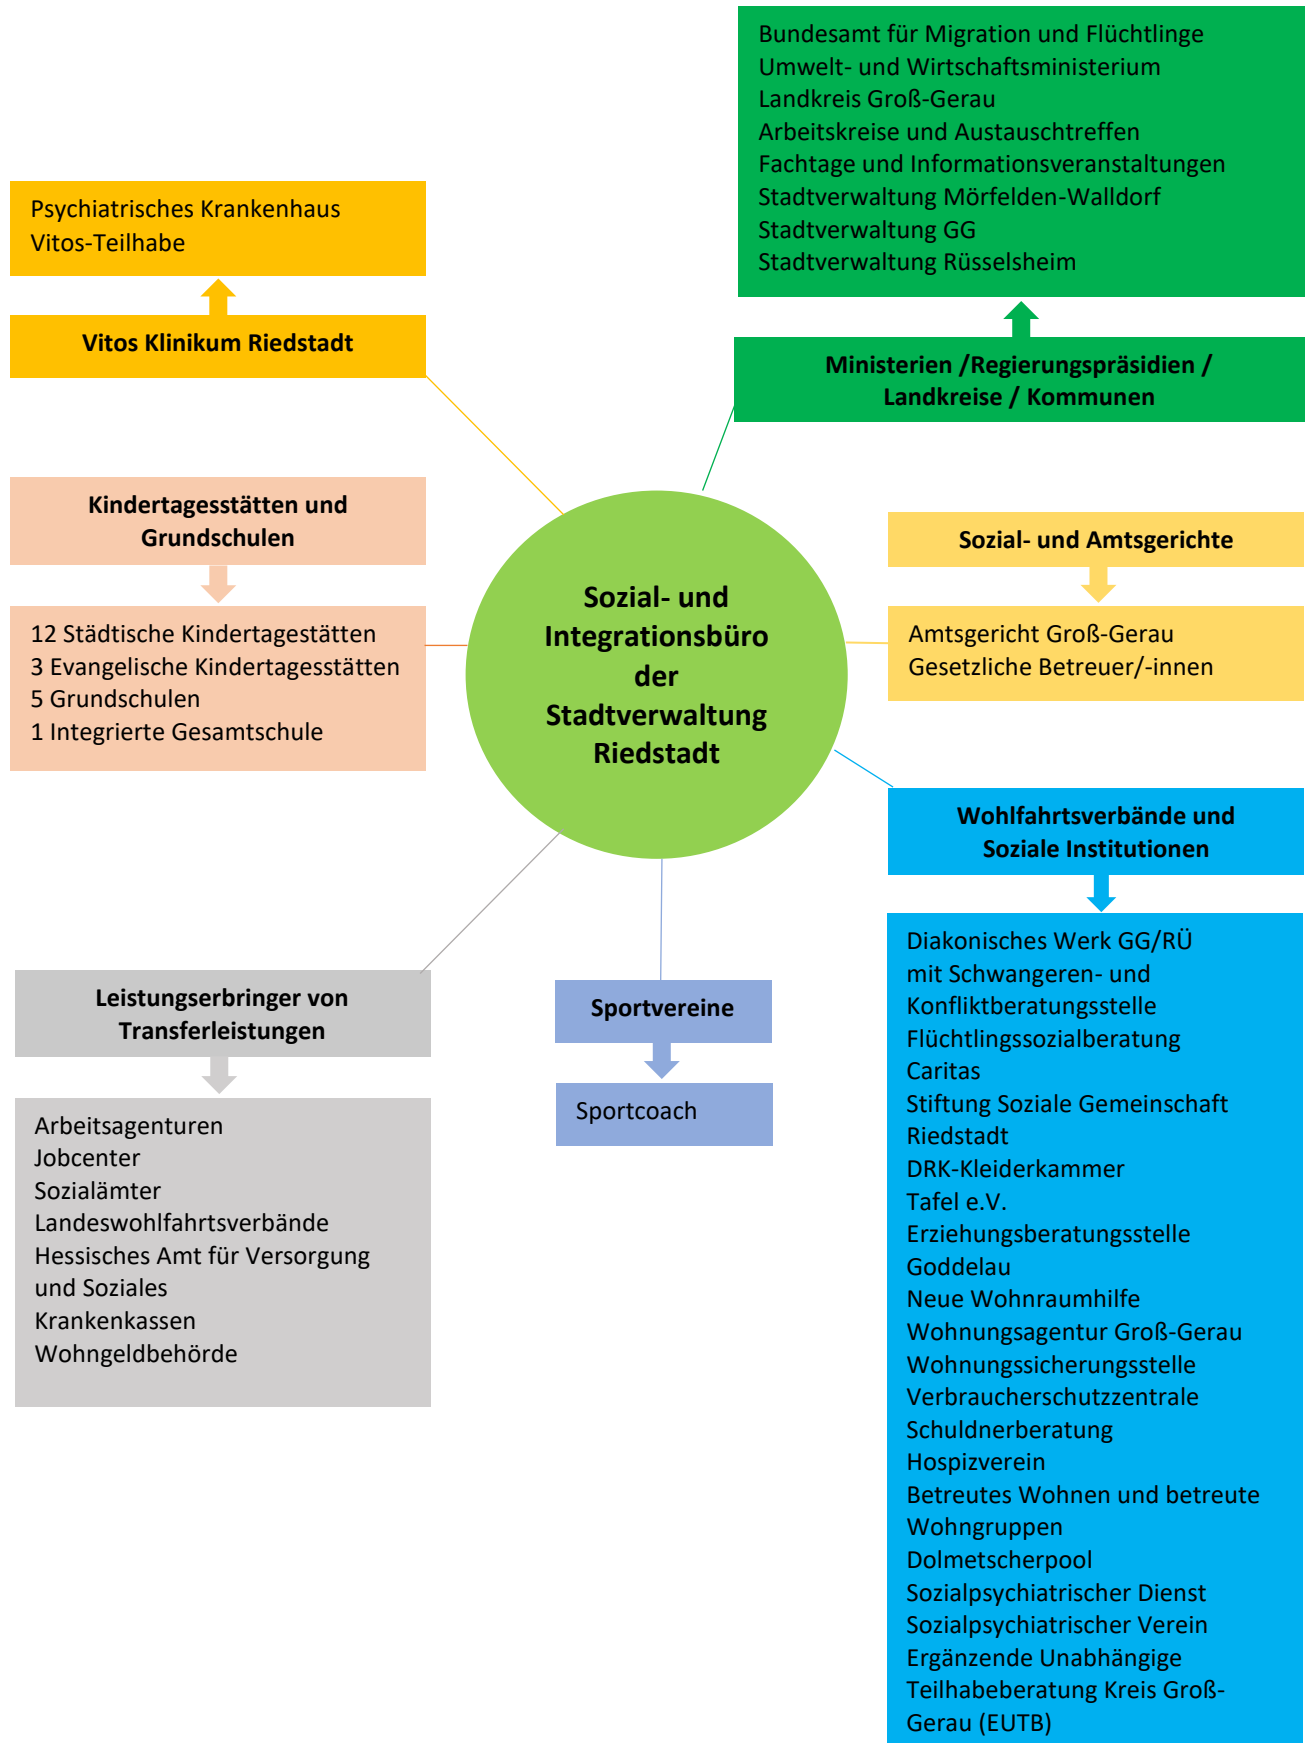 Bundesamt für Migration und Flüchtlinge
Umwelt- und Wirtschaftsministerium
Landkreis Groß-Gerau
Arbeitskreise und Austauschtreffen
Fachtage und Informationsveranstaltungen
Stadtverwaltung Mörfelden-Walldorf
Stadtverwaltung GG
Stadtverwaltung Rüsselsheim
Ministerien /Regierungspräsidien /
Landkreise / Kommunen
Psychiatrisches Krankenhaus
Vitos-Teilhabe
Vitos Klinikum Riedstadt
Kindertagesstätten und
Grundschulen
12 Städtische Kindertagestätten
3 Evangelische Kindertagesstätten
5 Grundschulen
1 Integrierte Gesamtschule
Sozial- und
Integrationsbüro
der
Stadtverwaltung
Riedstadt
Sozial- und Amtsgerichte
Amtsgericht Groß-Gerau
Gesetzliche Betreuer/-innen
Wohlfahrtsverbände und
Soziale Institutionen
Diakonisches Werk GG/RÜ
mit Schwangeren- und
Konfliktberatungsstelle
Flüchtlingssozialberatung
Caritas
Stiftung Soziale Gemeinschaft
Riedstadt
DRK-Kleiderkammer
Tafel e.V.
Erziehungsberatungsstelle
Goddelau
Neue Wohnraumhilfe
Wohnungsagentur Groß-Gerau
Wohnungssicherungsstelle
Verbraucherschutzzentrale
Schuldnerberatung
Hospizverein
Betreutes Wohnen und betreute
Wohngruppen
Dolmetscherpool
Sozialpsychiatrischer Dienst
Sozialpsychiatrischer Verein
Ergänzende Unabhängige
Teilhabeberatung Kreis Groß-
Gerau (EUTB)
Leistungserbringer von
Transferleistungen
Arbeitsagenturen
Jobcenter
Sozialämter
Landeswohlfahrtsverbände
Hessisches Amt für Versorgung
und Soziales
Krankenkassen
Wohngeldbehörde
Sportvereine
Sportcoach